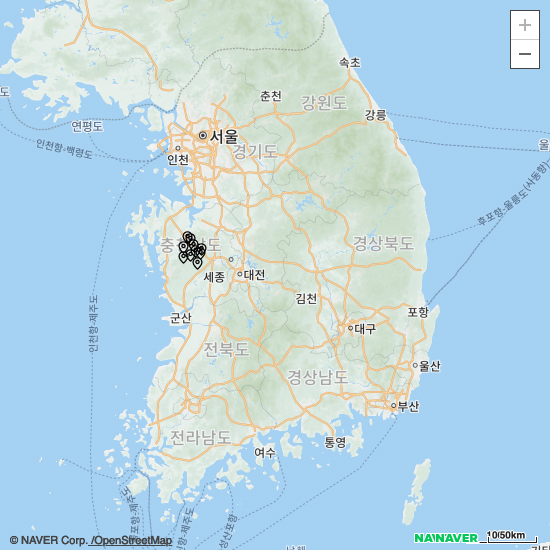 +
−
속초
춘천
강원도
강릉
도
연평도
서울
울
인천항-백령도
인천
경기도
후포항-울릉도(사동항)
충청남도
경상북도
세종
대전
김천
인천항-제주도
군산
포항
대구
전북도
울산
경상남도
부산
전라남도
통영
여수
목포항-제주도
© NAVER Corp. /OpenStreetMap
NAVER
10/50km